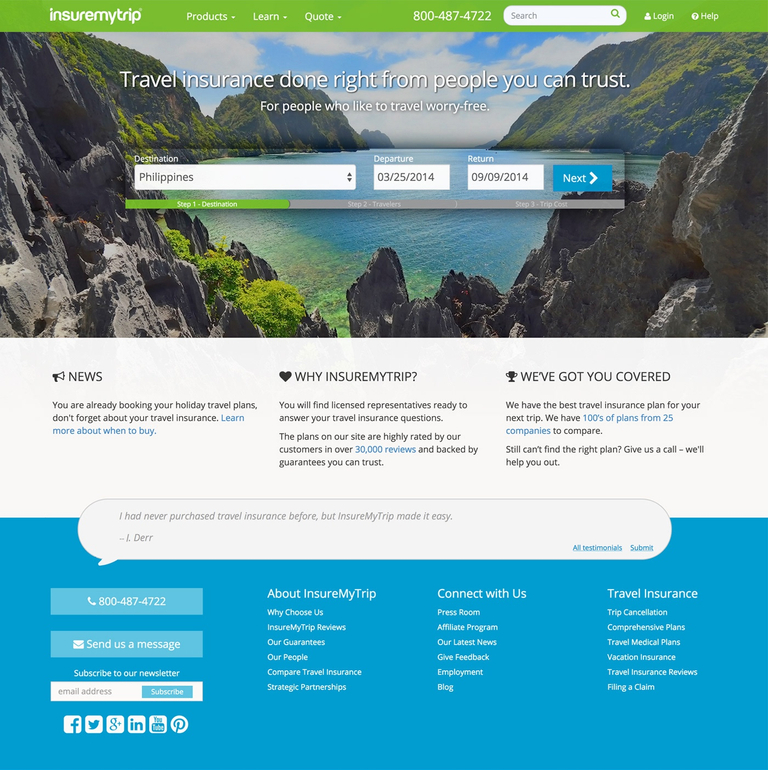 insuremytrip
Products Learn Quote 800-487-4722 Search Login Help
Travel insurance done right from people you can trust.
For people who like to travel worry-free.
Destination Departure Return
Philippines 03/25/2014 09/09/2014 Next
Step 1 - Destination Step 2 - Travelers Step 3 - Trip Cost
NEWS
You are already booking your holiday travel plans,
don't forget about your travel insurance. Learn
more about when to buy.
WHY INSUREMYTRIP?
You will find licensed representatives ready to
answer your travel insurance questions.
The plans on our site are highly rated by our
customers in over 30,000 reviews and backed by
guarantees you can trust.
WE'VE GOT YOU COVERED
We have the best travel insurance plan for your
next trip. We have 100's of plans from 25
companies to compare.
Still can't find the right plan? Give us a call – we'll
help you out.
I had never purchased travel insurance before, but InsureMyTrip made it easy.
-- J. Derr
All testimonials Submit
800-487-4722
Send us a message
Subscribe to our newsletter
email address Subscribe
You Tube
About InsureMyTrip
Why Choose Us
InsureMyTrip Reviews
Our Guarantees
Our People
Compare Travel Insurance
Strategic Partnerships
Connect with Us
Press Room
Affiliate Program
Our Latest News
Give Feedback
Employment
Blog
Travel Insurance
Trip Cancellation
Comprehensive Plans
Travel Medical Plans
Vacation Insurance
Travel Insurance Reviews
Filing a Claim